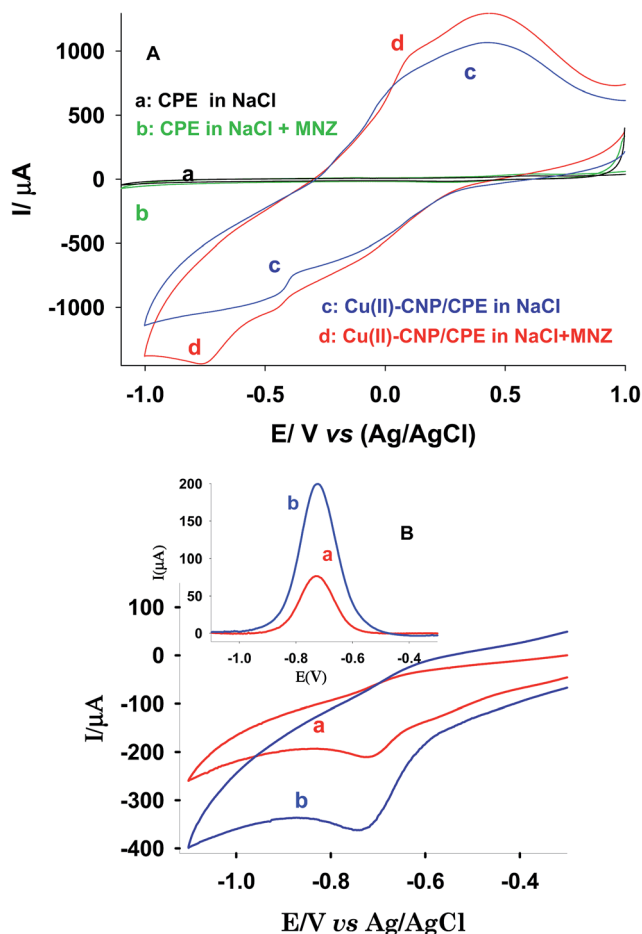 A
a: CPE in NaCl
b: CPE in NaCl + MNZ
d
c
a
b
c
d
c: Cu(II)-CNP/CPE in NaCl
d: Cu(II)-CNP/CPE in NaCl+MNZ
1000
500
0
-500
-1000
I/ μA
-1.0 -0.5 0.0 0.5 1.0
E/ V vs (Ag/AgCl)
B
200
150
100
50
0
I(μA)
b
a
-1.0 -0.8 -0.6 -0.4
E(V)
100
0
-100
-200
-300
-400
I/μA
a
b
-1.0 -0.8 -0.6 -0.4
E/V vs Ag/AgCl